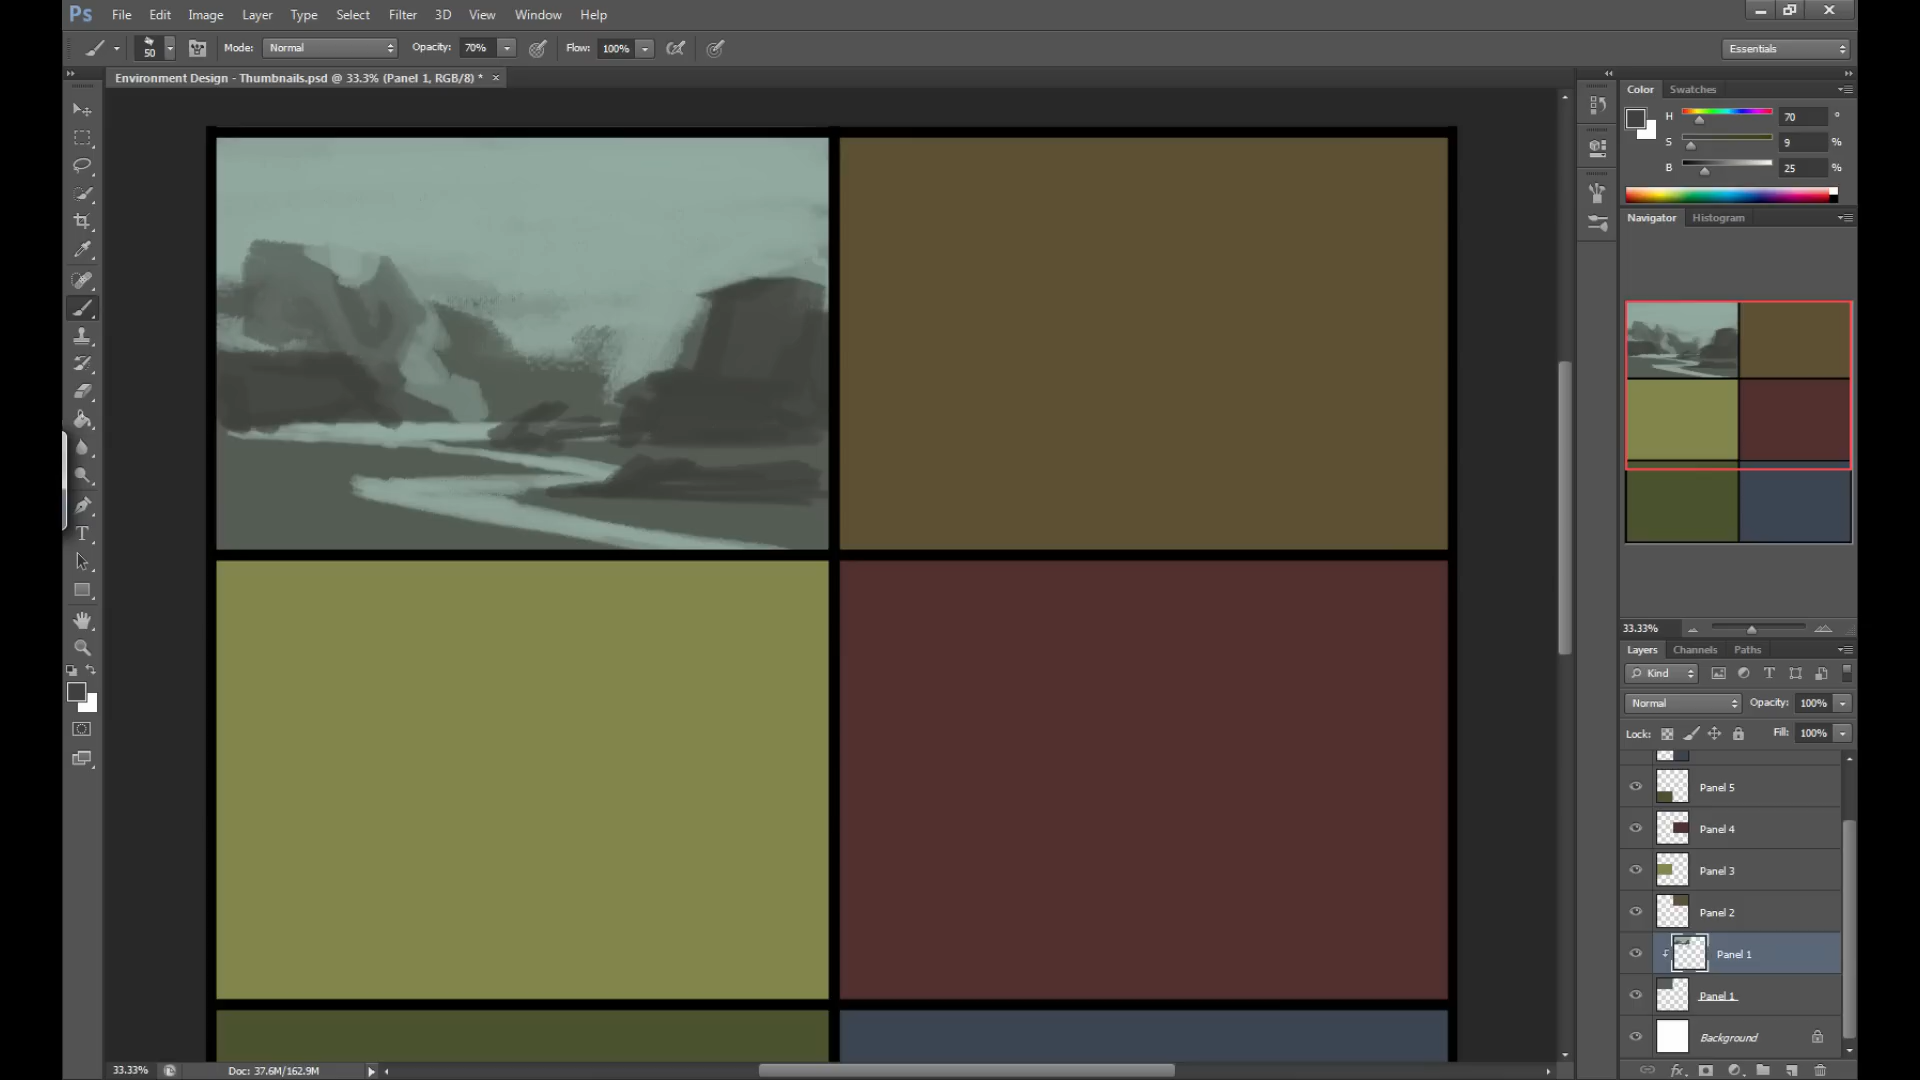 Ps File Edit Image Layer Type Select Filter 3D View Window Help
50 Mode: Normal Opacity: 70% Flow: 100% Essentials
Environment Design - Thumbnails.psd @ 33.3% (Panel 1, RGB/8) * ×
Color Swatches
H 70 °
S 9 %
B 25 %
Navigator Histogram
33.33%
Layers Channels Paths
Kind
Normal Opacity: 100%
Lock: Fill: 100%
Panel 5
Panel 4
Panel 3
Panel 2
Panel 1
Panel 1
Background
33.33% Doc: 37.6M/162.9M